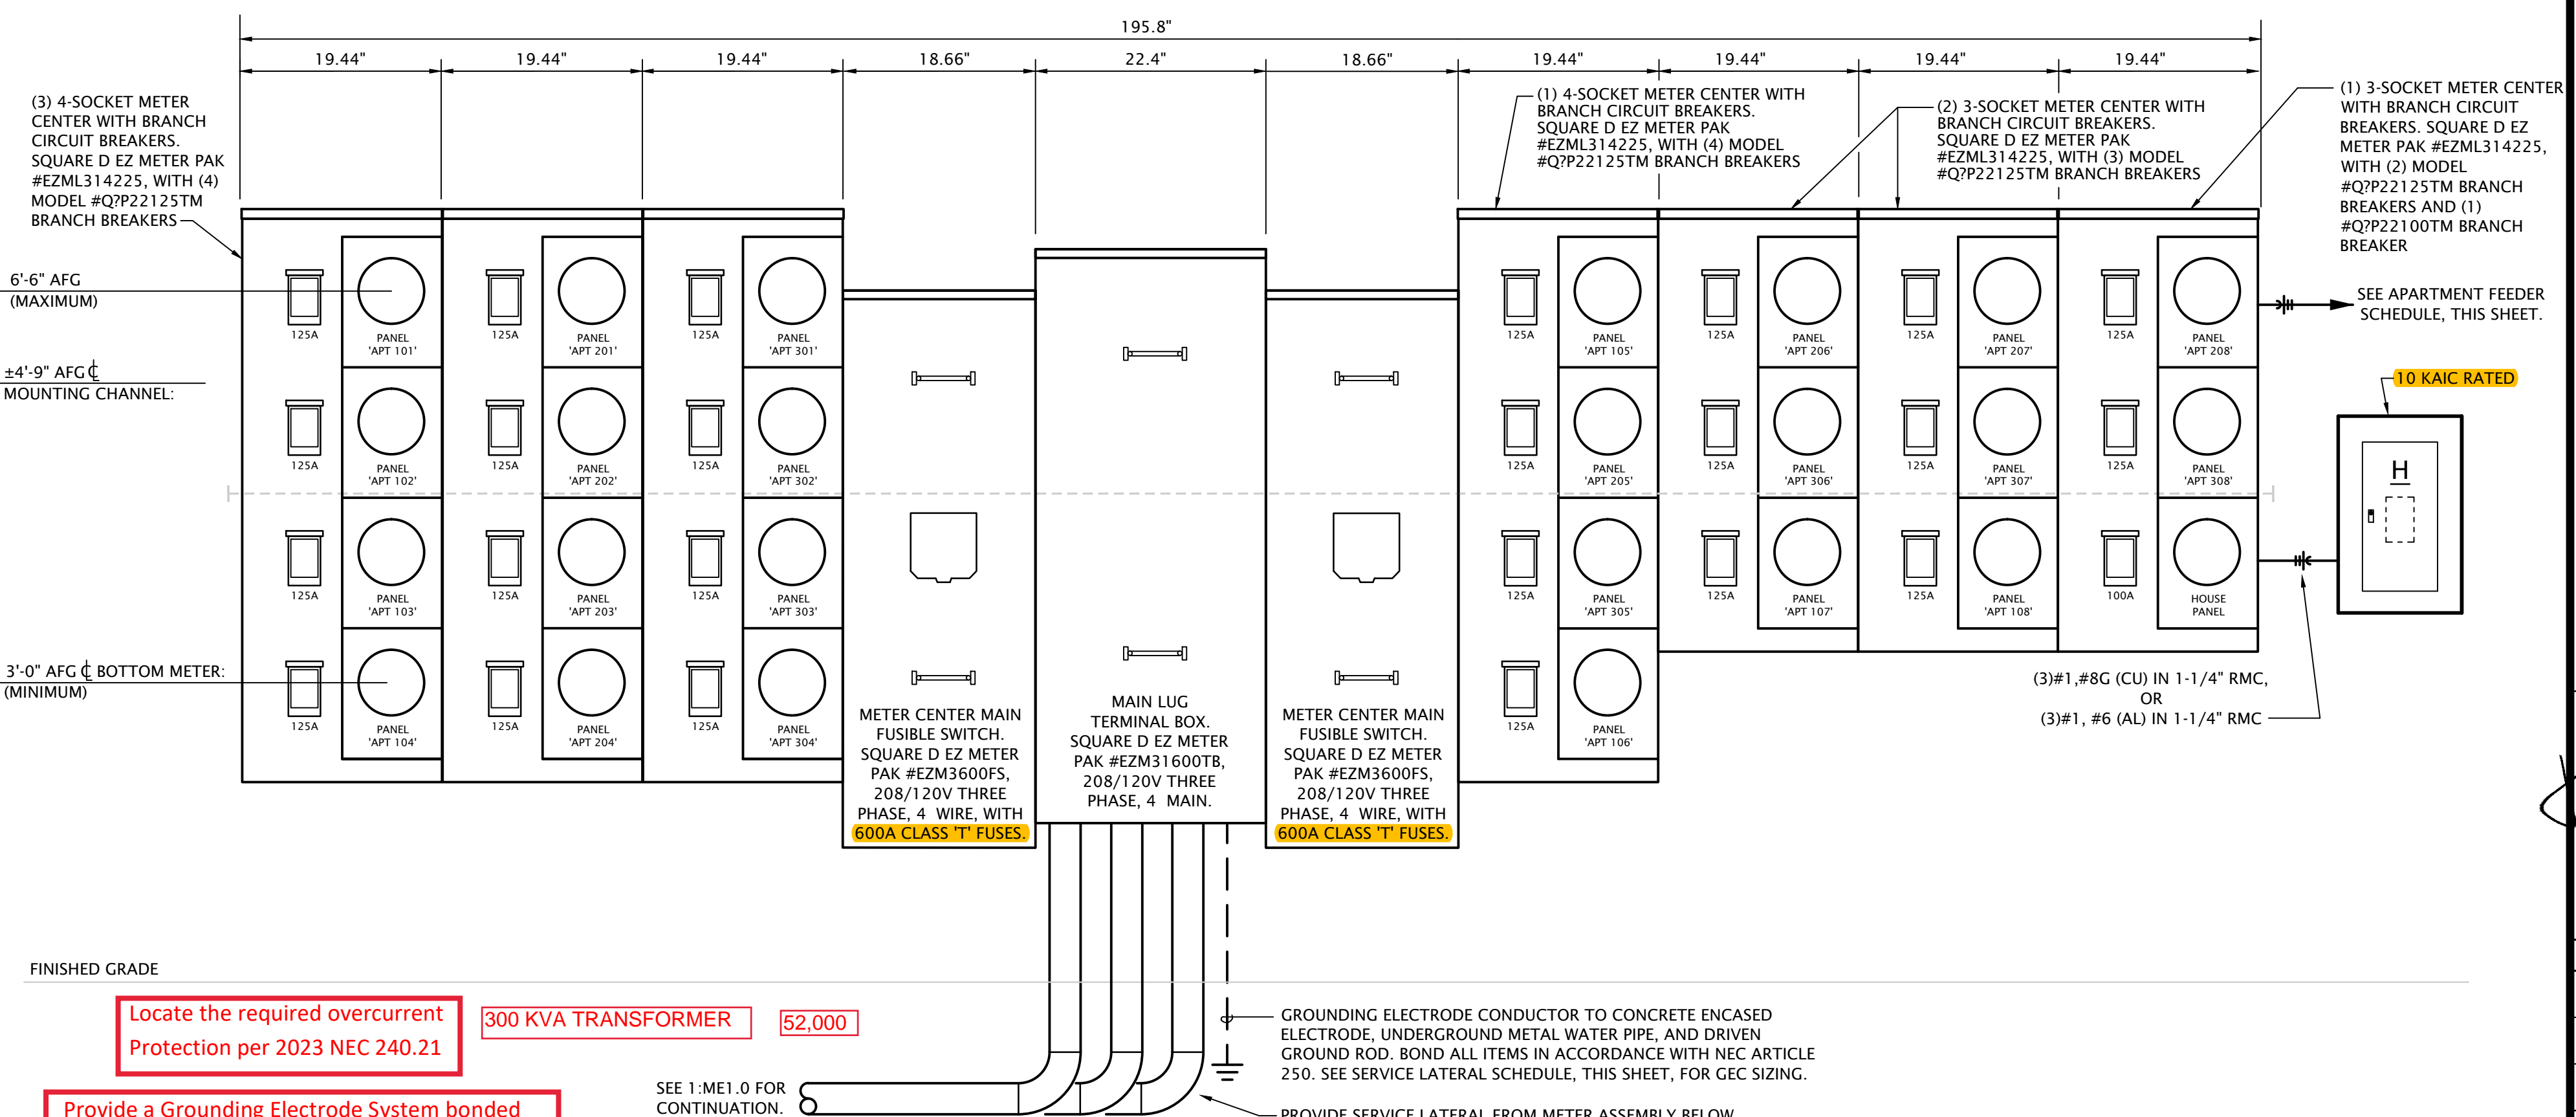 195.8"
19.44"
19.44"
19.44"
18.66"
22.4"
18.66"
19.44"
19.44"
19.44"
19.44"
(3) 4-SOCKET METER
CENTER WITH BRANCH
CIRCUIT BREAKERS.
SQUARE D EZ METER PAK
#EZML314225, WITH (4)
MODEL #Q?P22125TM
BRANCH BREAKERS
(1) 4-SOCKET METER CENTER WITH
BRANCH CIRCUIT BREAKERS.
SQUARE D EZ METER PAK
#EZML314225, WITH (4) MODEL
#Q?P22125TM BRANCH BREAKERS
(2) 3-SOCKET METER CENTER WITH
BRANCH CIRCUIT BREAKERS.
SQUARE D EZ METER PAK
#EZML314225, WITH (3) MODEL
#Q?P22125TM BRANCH BREAKERS
(1) 3-SOCKET METER CENTER
WITH BRANCH CIRCUIT
BREAKERS. SQUARE D EZ
METER PAK #EZML314225,
WITH (2) MODEL
#Q?P22125TM BRANCH
BREAKERS AND (1)
#Q?P22100TM BRANCH
BREAKER
6'-6" AFG
(MAXIMUM)
±4'-9" AFG ℄
MOUNTING CHANNEL:
3'-0" AFG ℄ BOTTOM METER:
(MINIMUM)
125A
PANEL
'APT 101'
125A
PANEL
'APT 201'
125A
PANEL
'APT 301'
125A
PANEL
'APT 105'
125A
PANEL
'APT 206'
125A
PANEL
'APT 207'
125A
PANEL
'APT 208'
125A
PANEL
'APT 102'
125A
PANEL
'APT 202'
125A
PANEL
'APT 302'
125A
PANEL
'APT 205'
125A
PANEL
'APT 306'
125A
PANEL
'APT 307'
125A
PANEL
'APT 308'
125A
PANEL
'APT 103'
125A
PANEL
'APT 203'
125A
PANEL
'APT 303'
125A
PANEL
'APT 305'
125A
PANEL
'APT 107'
125A
PANEL
'APT 108'
100A
HOUSE
PANEL
125A
PANEL
'APT 104'
125A
PANEL
'APT 204'
125A
PANEL
'APT 304'
125A
PANEL
'APT 106'
METER CENTER MAIN
FUSIBLE SWITCH.
SQUARE D EZ METER
PAK #EZM3600FS,
208/120V THREE
PHASE, 4 WIRE, WITH
600A CLASS 'T' FUSES.
MAIN LUG
TERMINAL BOX.
SQUARE D EZ METER
PAK #EZM31600TB,
208/120V THREE
PHASE, 4 MAIN.
METER CENTER MAIN
FUSIBLE SWITCH.
SQUARE D EZ METER
PAK #EZM3600FS,
208/120V THREE
PHASE, 4 WIRE, WITH
600A CLASS 'T' FUSES.
SEE APARTMENT FEEDER
SCHEDULE, THIS SHEET.
10 KAIC RATED
H
(3)#1,#8G (CU) IN 1-1/4" RMC,
OR
(3)#1, #6 (AL) IN 1-1/4" RMC
FINISHED GRADE
Locate the required overcurrent
Protection per 2023 NEC 240.21
300 KVA TRANSFORMER
52,000
Provide a Grounding Electrode System bonded
SEE 1:ME1.0 FOR
CONTINUATION.
GROUNDING ELECTRODE CONDUCTOR TO CONCRETE ENCASED
ELECTRODE, UNDERGROUND METAL WATER PIPE, AND DRIVEN
GROUND ROD. BOND ALL ITEMS IN ACCORDANCE WITH NEC ARTICLE
250. SEE SERVICE LATERAL SCHEDULE, THIS SHEET, FOR GEC SIZING.
PROVIDE SERVICE LATERAL FROM METER ASSEMBLY BELOW